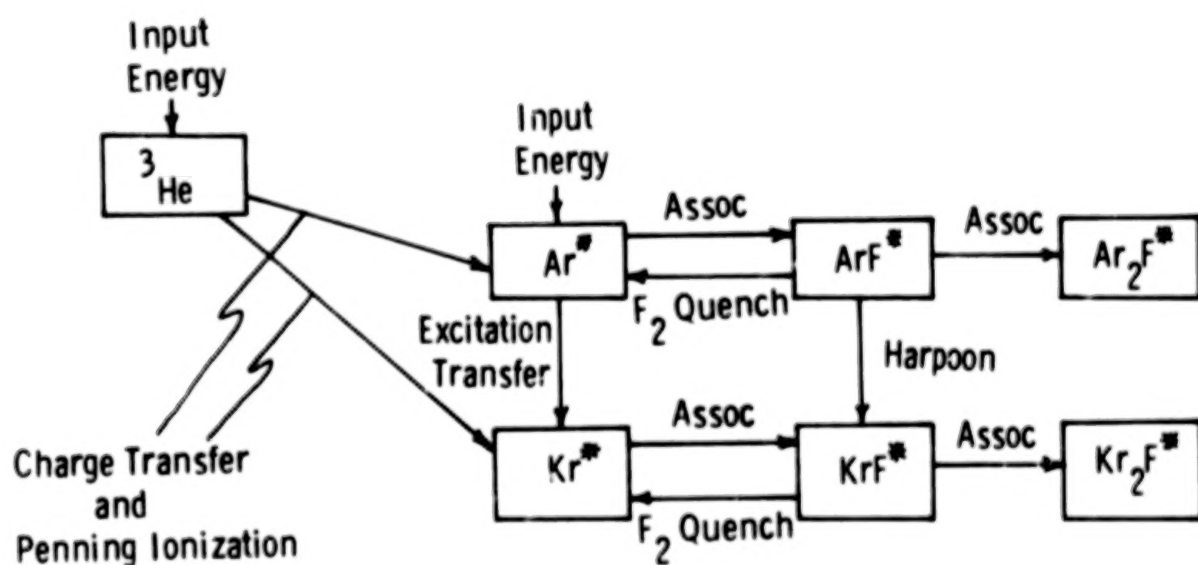 Input
Energy
³He
Input
Energy
Ar*
Assoc
ArF*
Assoc
Ar₂F*
F₂ Quench
Excitation
Transfer
Harpoon
Kr*
Assoc
KrF*
Assoc
Kr₂F*
F₂ Quench
Charge Transfer
and
Penning Ionization